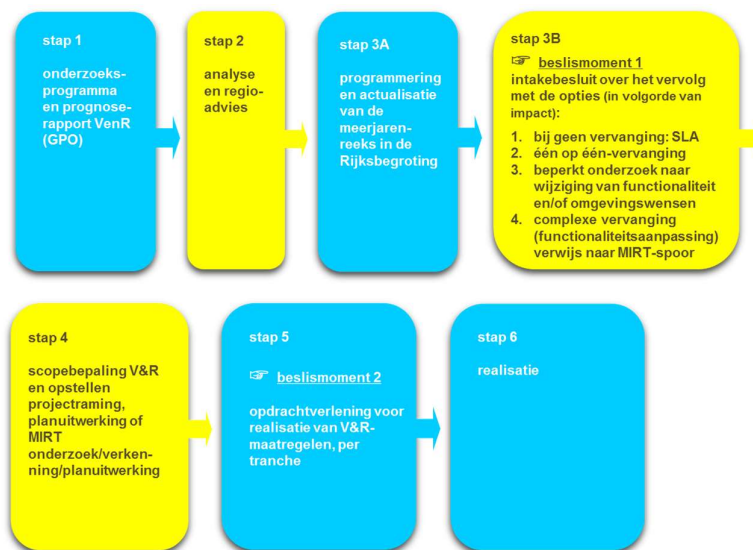 stap 1
onderzoeks-
programma
en prognose-
rapport VenR
(GPO)
stap 2
analyse
en regio-
advies
stap 3A
programmering
en actualisatie
van de
meerjaren-
reeks in de
Rijksbegroting
stap 3B
☞ beslismoment 1
intakebesluit over het vervolg
met de opties (in volgorde van
impact):
1. bij geen vervanging: SLA
2. één op één-vervanging
3. beperkt onderzoek naar
wijziging van functionaliteit
en/of omgevingswensen
4. complexe vervanging
(functionaliteitsaanpassing)
verwijs naar MIRT-spoor
stap 4
scopebepaling V&R
en opstellen
projectraming,
planuitwerking of
MIRT
onderzoek/verken-
ning/planuitwerking
stap 5
☞ beslismoment 2
opdrachtverlening voor
realisatie van V&R-
maatregelen, per
tranche
stap 6
realisatie